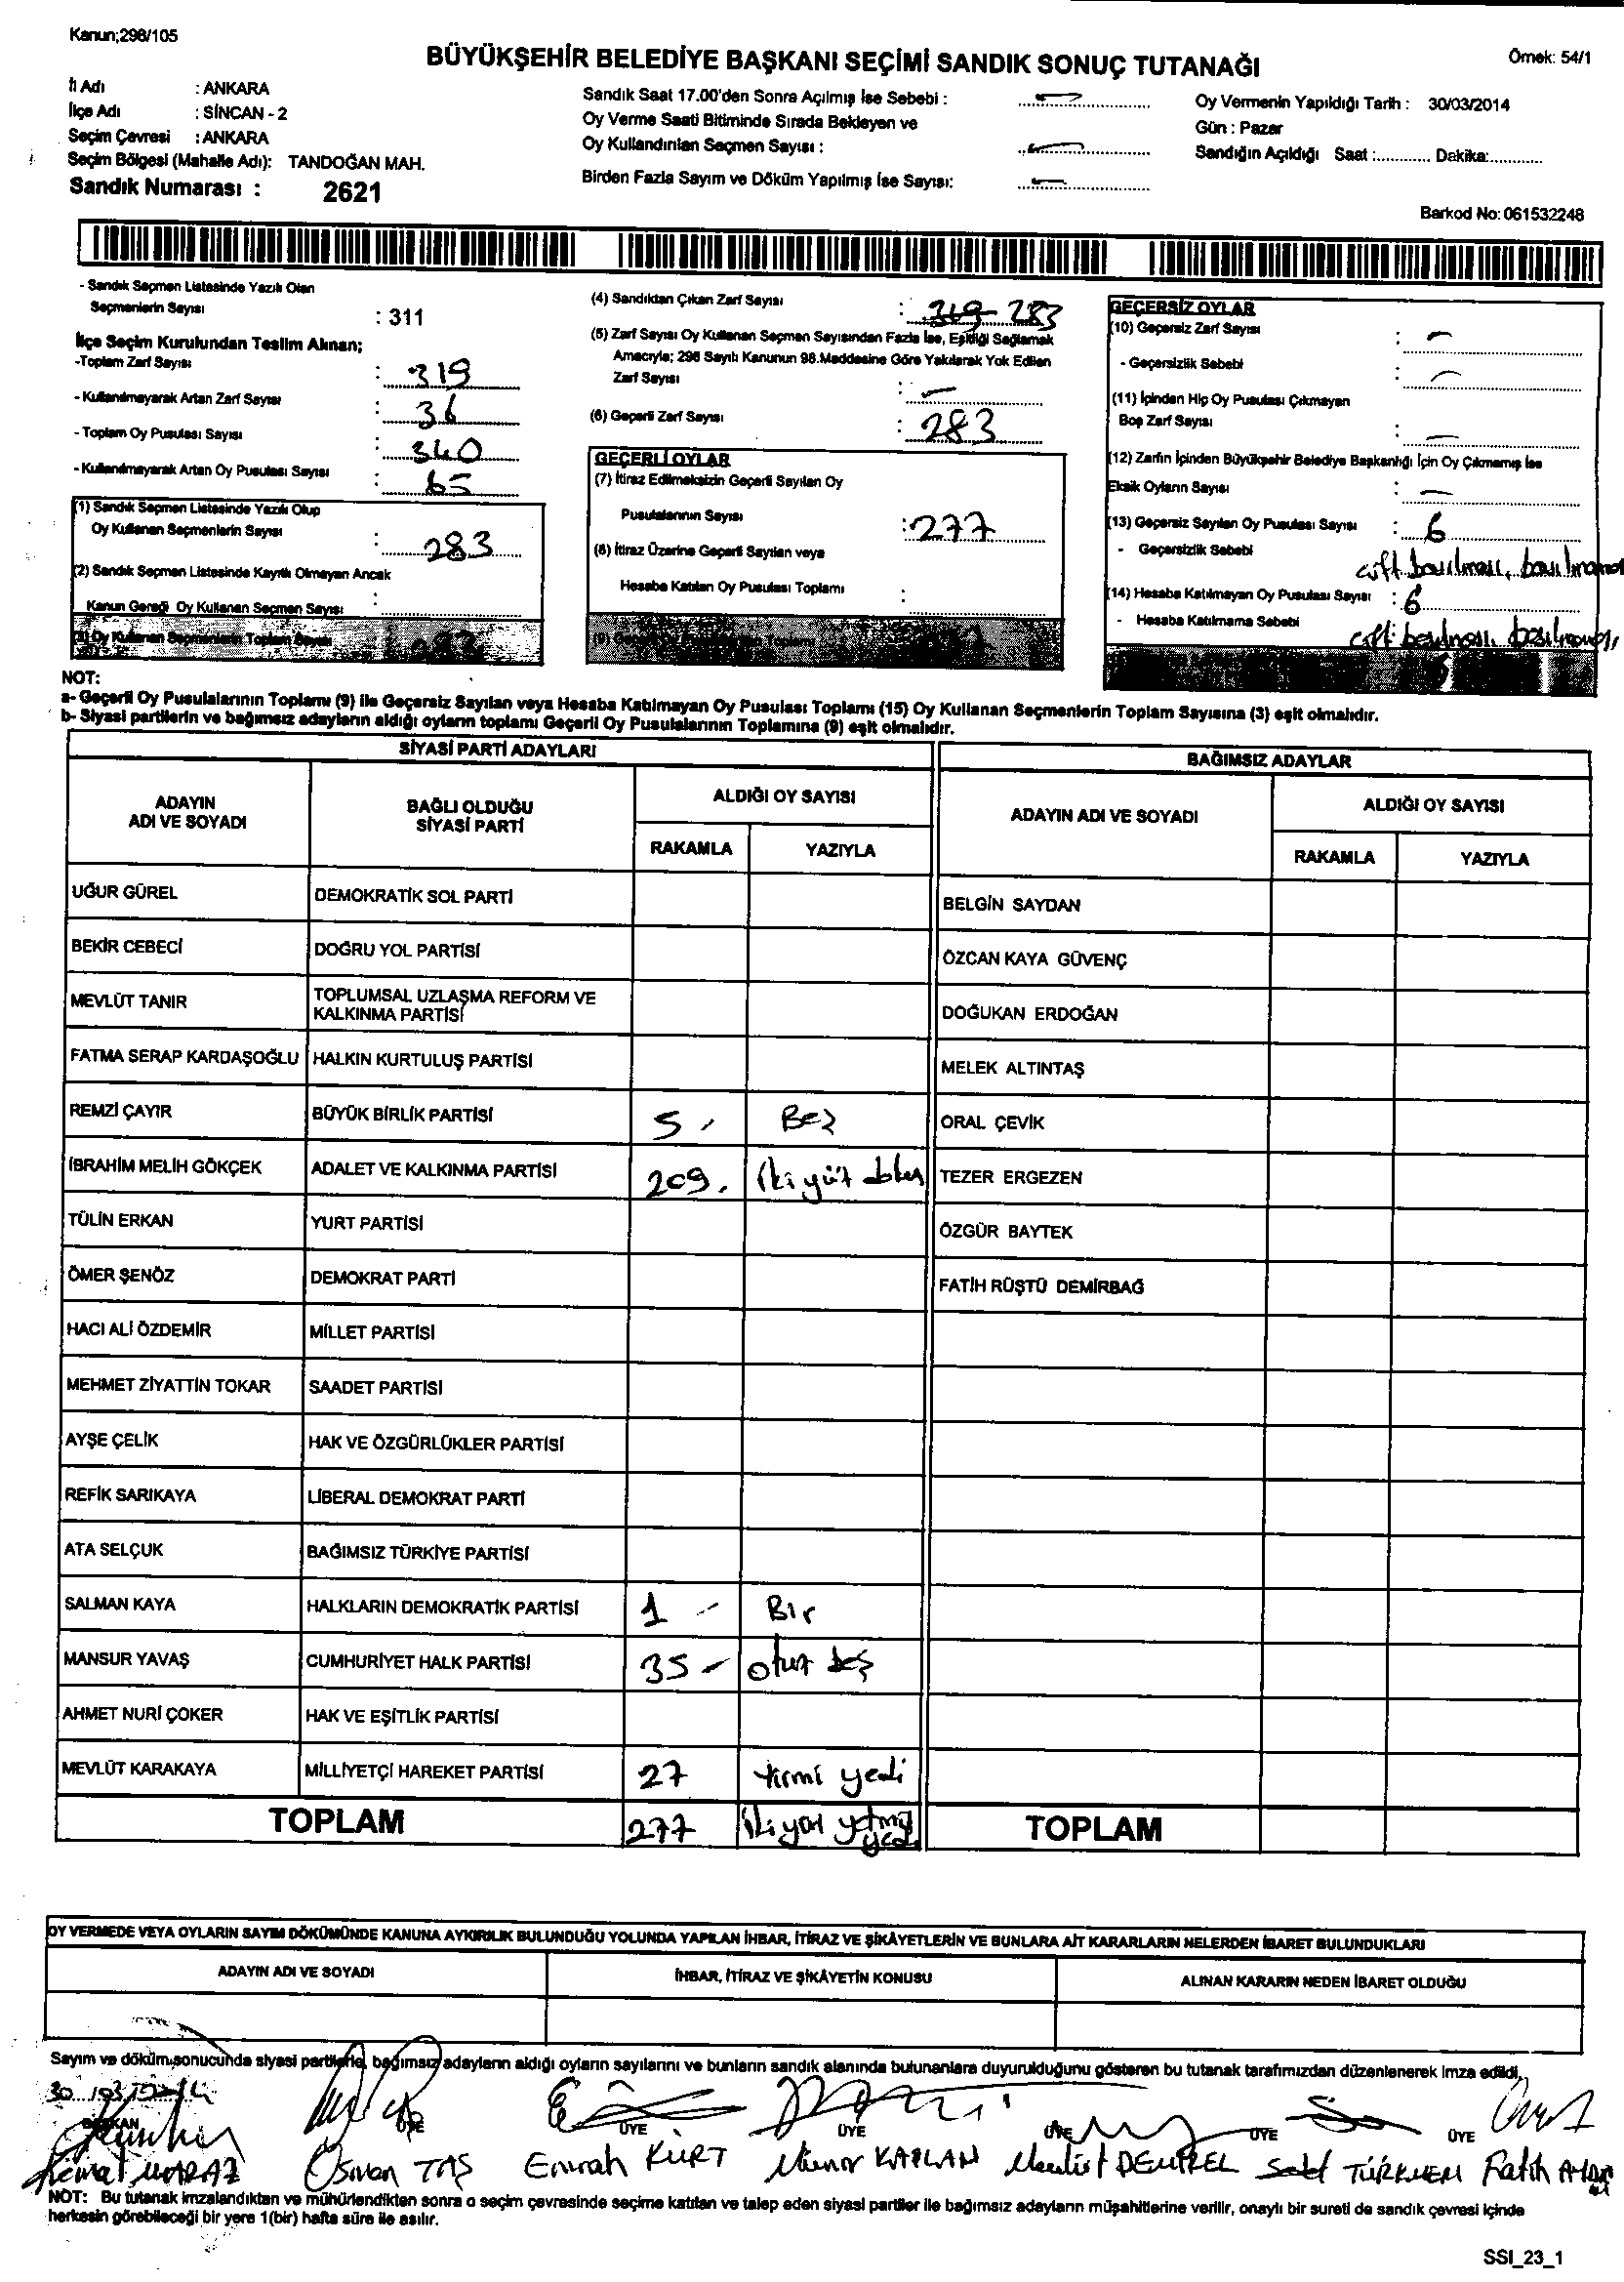 Kanun;298/105
BÜYÜKŞEHİR BELEDİYE BAŞKANI SEÇİMİ SANDIK SONUÇ TUTANAĞI
Örnek: 54/1
İl Adı : ANKARA
İlçe Adı : SİNCAN - 2
Seçim Çevresi : ANKARA
Seçim Bölgesi (Mahalle Adı): TANDOĞAN MAH.
Sandık Numarası : 2621
Sandık Saat 17.00'den Sonra Açılmış İse Sebebi :
Oy Verme Saati Bitiminde Sırada Bekleyen ve
Oy Kullandırılan Seçmen Sayısı :
Birden Fazla Sayım ve Döküm Yapılmış İse Sayısı:
Oy Vermenin Yapıldığı Tarih : 30/03/2014
Gün : Pazar
Sandığın Açıldığı Saat :............ Dakika:............
Barkod No: 061532248
- Sandık Seçmen Listesinde Yazılı Olan
Seçmenlerin Sayısı : 311
İlçe Seçim Kurulundan Teslim Alınan;
-Toplam Zarf Sayısı : 319
- Kullanılmayarak Artan Zarf Sayısı : 36
- Toplam Oy Pusulası Sayısı : 340
- Kullanılmayarak Artan Oy Pusulası Sayısı : 65
(1) Sandık Seçmen Listesinde Yazılı Olup
Oy Kullanan Seçmenlerin Sayısı : 283
(2) Sandık Seçmen Listesinde Kayıtlı Olmayan Ancak
Kanun Gereği Oy Kullanan Seçmen Sayısı :
(3) Oy Kullanan Seçmenlerin Toplam Sayısı : 283
(4) Sandıktan Çıkan Zarf Sayısı : 319 283
(5) Zarf Sayısı Oy Kullanan Seçmen Sayısından Fazla İse, Eşitliği Sağlamak
Amacıyla; 298 Sayılı Kanunun 98.Maddesine Göre Yakılarak Yok Edilen
Zarf Sayısı : -
(6) Geçerli Zarf Sayısı : 283
GEÇERLİ OYLAR
(7) İtiraz Edilmeksizin Geçerli Sayılan Oy
Pusulalarının Sayısı : 277
(8) İtiraz Üzerine Geçerli Sayılan veya
Hesaba Katılan Oy Pusulası Toplamı :
(9) Geçerli Oy Pusulalarının Toplamı : 277
GEÇERSİZ OYLAR
(10) Geçersiz Zarf Sayısı : -
- Geçersizlik Sebebi : -
(11) İçinden Hiç Oy Pusulası Çıkmayan
Boş Zarf Sayısı : -
(12) Zarfın İçinden Büyükşehir Belediye Başkanlığı İçin Oy Çıkmamış İse
Eksik Oyların Sayısı : -
(13) Geçersiz Sayılan Oy Pusulası Sayısı : 6
- Geçersizlik Sebebi
çift basılması,
(14) Hesaba Katılmayan Oy Pusulası Sayısı : 6
- Hesaba Katılmama Sebebi
çift basılması,
NOT:
a- Geçerli Oy Pusulalarının Toplamı (9) ile Geçersiz Sayılan veya Hesaba Katılmayan Oy Pusulası Toplamı (15) Oy Kullanan Seçmenlerin Toplam Sayısına (3) eşit olmalıdır.
b- Siyasi partilerin ve bağımsız adayların aldığı oyların toplamı Geçerli Oy Pusulalarının Toplamına (9) eşit olmalıdır.
SİYASİ PARTİ ADAYLARI
BAĞIMSIZ ADAYLAR
ADAYIN ADI VE SOYADI
BAĞLI OLDUĞU SİYASİ PARTİ
ALDIĞI OY SAYISI
RAKAMLA YAZIYLA
ADAYIN ADI VE SOYADI
ALDIĞI OY SAYISI
RAKAMLA YAZIYLA
UĞUR GÜREL DEMOKRATİK SOL PARTİ BELGİN SAYDAN
BEKİR CEBECİ DOĞRU YOL PARTİSİ ÖZCAN KAYA GÜVENÇ
MEVLÜT TANIR TOPLUMSAL UZLAŞMA REFORM VE KALKINMA PARTİSİ DOĞUKAN ERDOĞAN
FATMA SERAP KARDAŞOĞLU HALKIN KURTULUŞ PARTİSİ MELEK ALTINTAŞ
REMZİ ÇAYIR BÜYÜK BİRLİK PARTİSİ 5 Beş ORAL ÇEVİK
İBRAHİM MELİH GÖKÇEK ADALET VE KALKINMA PARTİSİ 209. iki yüz dokuz TEZER ERGEZEN
TÜLİN ERKAN YURT PARTİSİ ÖZGÜR BAYTEK
ÖMER ŞENÖZ DEMOKRAT PARTİ FATİH RÜŞTÜ DEMİRBAĞ
HACI ALİ ÖZDEMİR MİLLET PARTİSİ
MEHMET ZİYATTİN TOKAR SAADET PARTİSİ
AYŞE ÇELİK HAK VE ÖZGÜRLÜKLER PARTİSİ
REFİK SARIKAYA LİBERAL DEMOKRAT PARTİ
ATA SELÇUK BAĞIMSIZ TÜRKİYE PARTİSİ
SALMAN KAYA HALKLARIN DEMOKRATİK PARTİSİ 1 - Bir
MANSUR YAVAŞ CUMHURİYET HALK PARTİSİ 35 - otuz beş
AHMET NURİ ÇOKER HAK VE EŞİTLİK PARTİSİ
MEVLÜT KARAKAYA MİLLİYETÇİ HAREKET PARTİSİ 27 yirmi yedi
TOPLAM 277 iki yüz yetmiş yedi TOPLAM
OY VERMEDE VEYA OYLARIN SAYIM DÖKÜMÜNDE KANUNA AYKIRILIK BULUNDUĞU YOLUNDA YAPILAN İHBAR, İTİRAZ VE ŞİKÂYETLERİN VE BUNLARA AİT KARARLARIN NELERDEN İBARET BULUNDUKLARI
ADAYIN ADI VE SOYADI İHBAR, İTİRAZ VE ŞİKÂYETİN KONUSU ALINAN KARARIN NEDEN İBARET OLDUĞU
Sayım ve döküm sonucunda siyasi partilerle, bağımsız adayların aldığı oyların sayılarını ve bunların sandık alanında bulunanlara duyurulduğunu gösteren bu tutanak tarafımızdan düzenlenerek imza edildi.
30/03/2014
BAŞKAN ÜYE ÜYE ÜYE ÜYE ÜYE ÜYE
Kemal MARAZ Osman TAŞ Emrah KURT Münür KAPLAN Mevlüt DEMİREL TÜRKMEN Fatih
NOT: Bu tutanak imzalandıktan ve mühürlendikten sonra o seçim çevresinde seçime katılan ve talep eden siyasi partiler ile bağımsız adayların müşahitlerine verilir, onaylı bir sureti de sandık çevresi içinde
herkesin görebileceği bir yere 1(bir) hafta süre ile asılır.
SSI_23_1